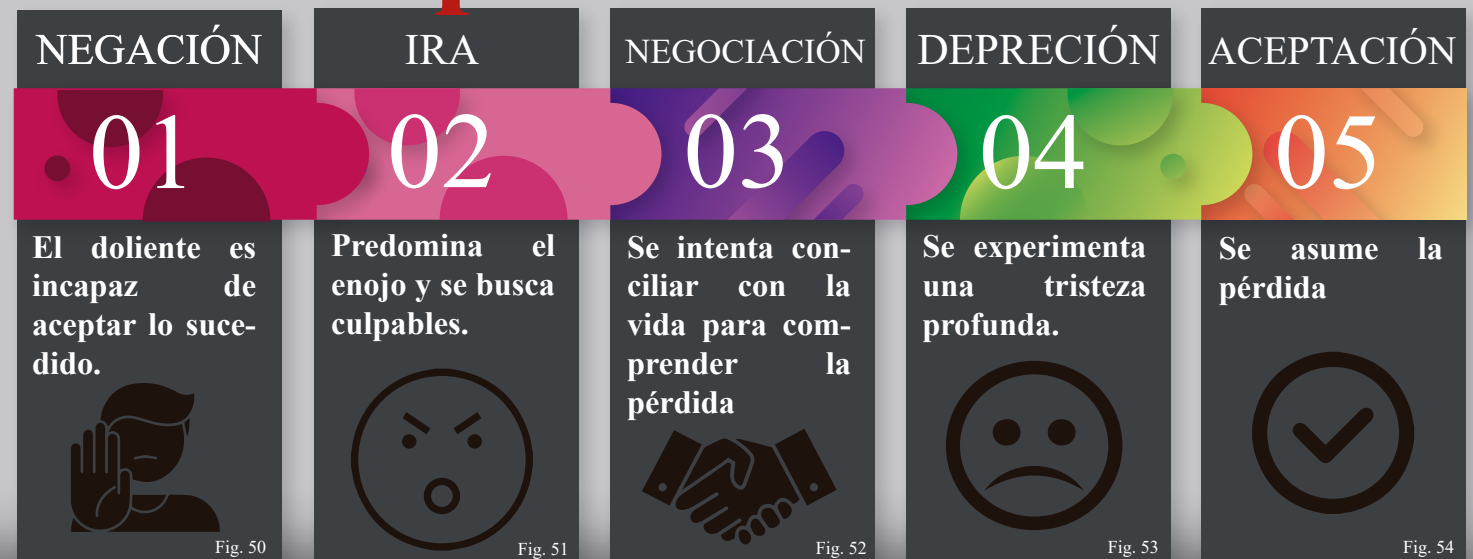 NEGACIÓN
01
El doliente es
incapaz de
aceptar lo suce-
dido.
Fig. 50
IRA
02
Predomina el
enojo y se busca
culpables.
Fig. 51
NEGOCIACIÓN
03
Se intenta con-
ciliar con la
vida para com-
prender la
pérdida
Fig. 52
DEPRECIÓN
04
Se experimenta
una tristeza
profunda.
Fig. 53
ACEPTACIÓN
05
Se asume la
pérdida
Fig. 54